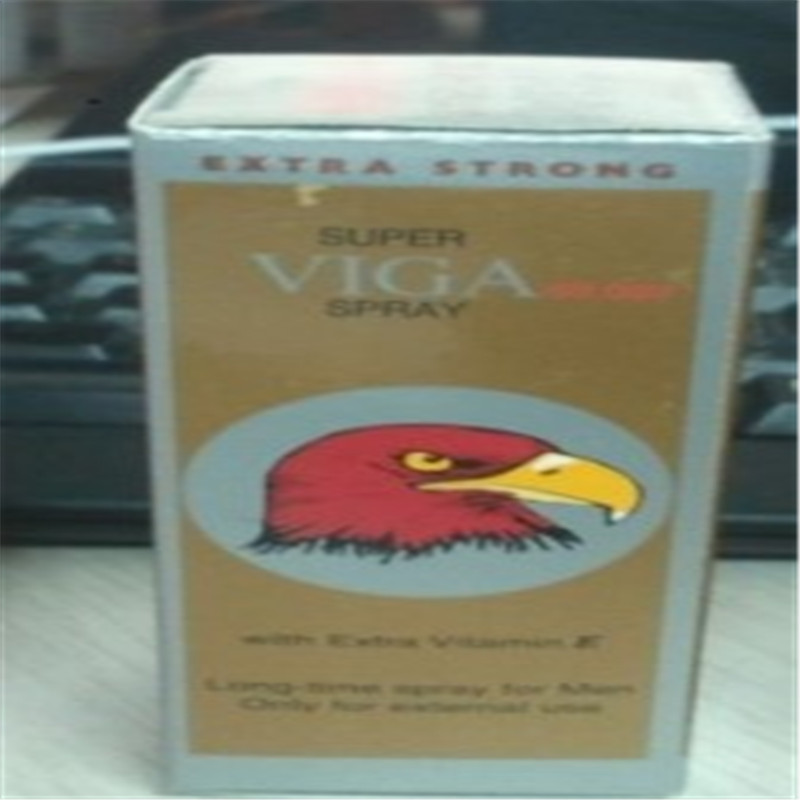 EXTRA STRONG
SUPER
VIGA
SPRAY
with Extra Vitamin E
Long-time spray for Men
Only for external use